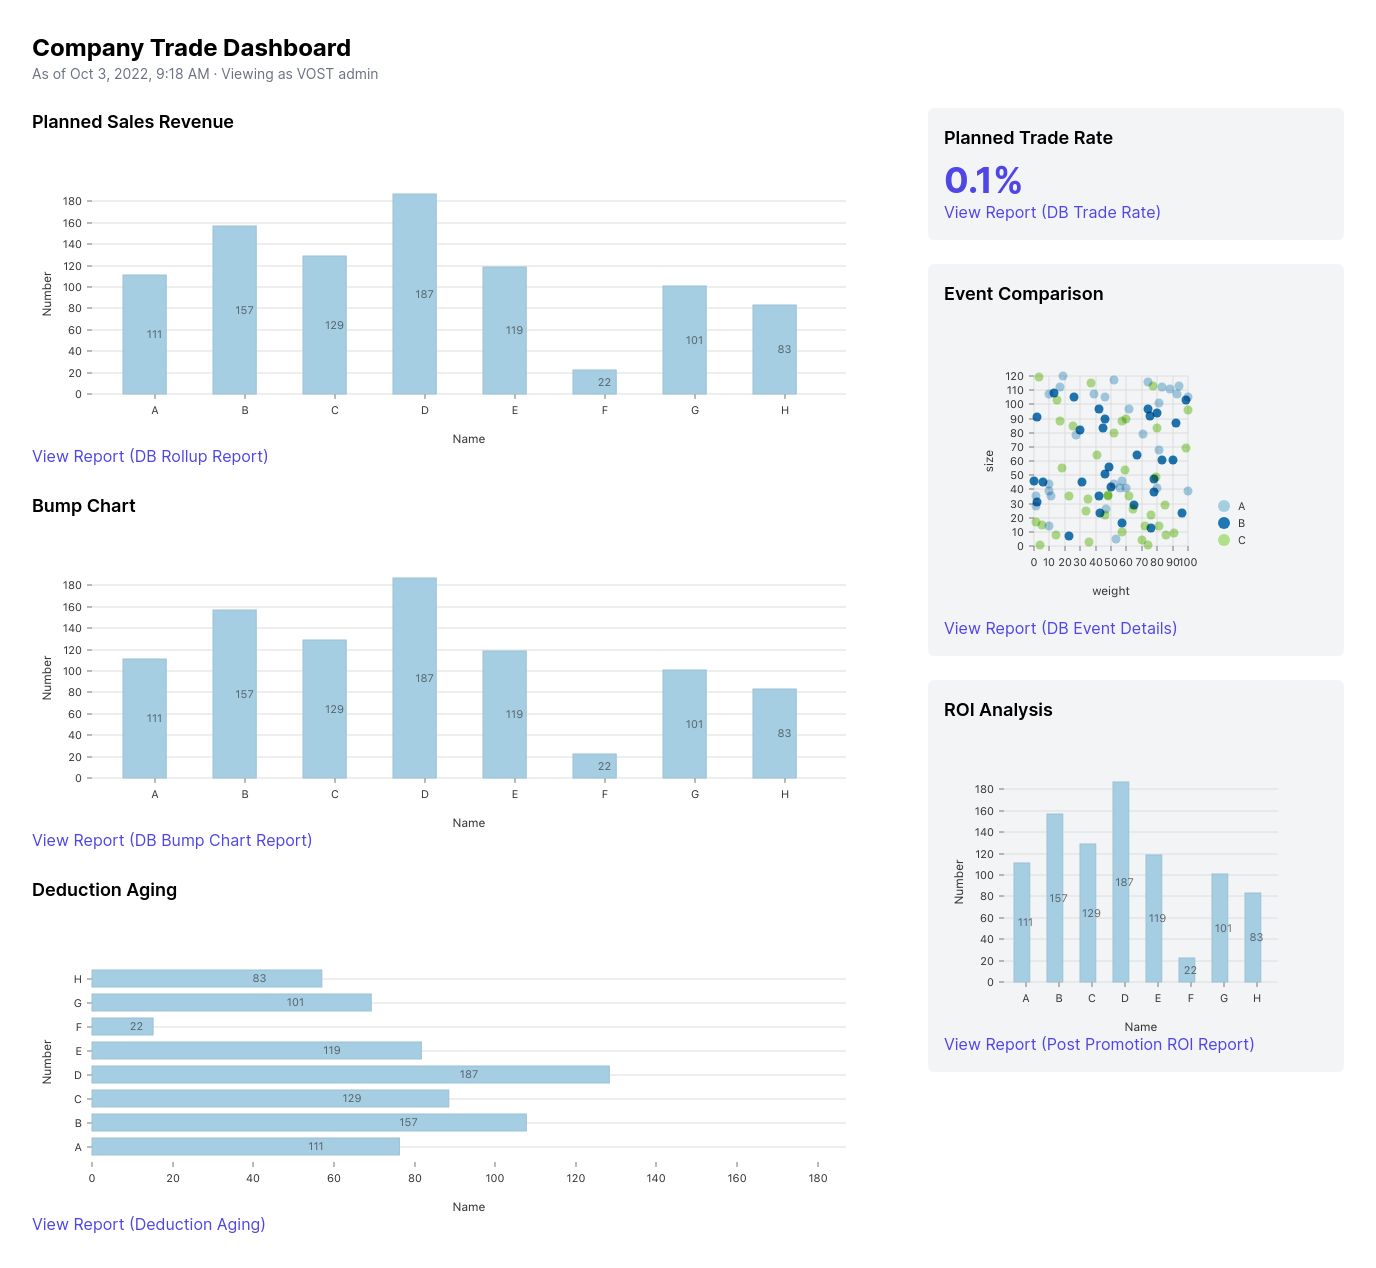 Company Trade Dashboard
As of Oct 3, 2022, 9:18 AM · Viewing as VOST admin
Planned Sales Revenue
180
160
140
120
100
80
60
40
20
0
Number
111
157
129
187
119
22
101
83
A B C D E F G H
Name
View Report (DB Rollup Report)
Bump Chart
180
160
140
120
100
80
60
40
20
0
Number
111
157
129
187
119
22
101
83
A B C D E F G H
Name
View Report (DB Bump Chart Report)
Deduction Aging
Number
H 83
G 101
F 22
E 119
D 187
C 129
B 157
A 111
0 20 40 60 80 100 120 140 160 180
Name
View Report (Deduction Aging)
Planned Trade Rate
0.1%
View Report (DB Trade Rate)
Event Comparison
120
110
100
90
80
70
60
50
40
30
20
10
0
size
0 10 20 30 40 50 60 70 80 90 100
weight
A
B
C
View Report (DB Event Details)
ROI Analysis
180
160
140
120
100
80
60
40
20
0
Number
111
157
129
187
119
22
101
83
A B C D E F G H
Name
View Report (Post Promotion ROI Report)